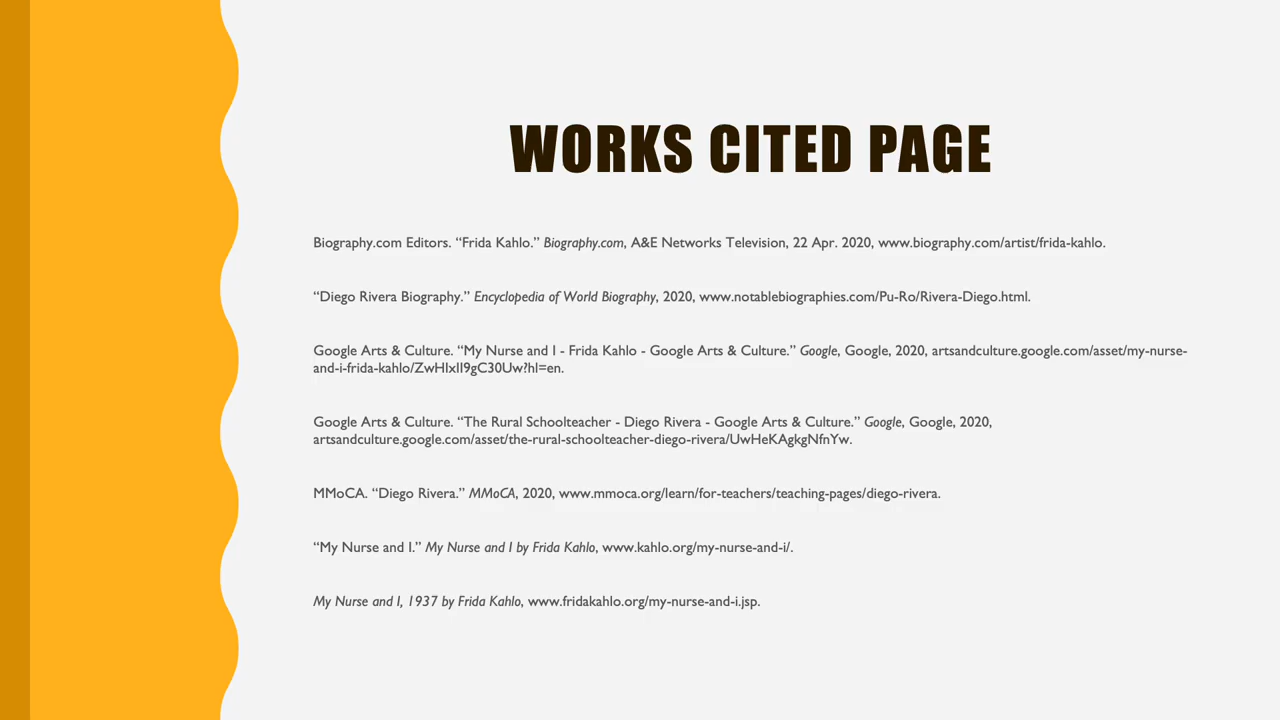 WORKS CITED PAGE
Biography.com Editors. “Frida Kahlo.” Biography.com, A&E Networks Television, 22 Apr. 2020, www.biography.com/artist/frida-kahlo.
“Diego Rivera Biography.” Encyclopedia of World Biography, 2020, www.notablebiographies.com/Pu-Ro/Rivera-Diego.html.
Google Arts & Culture. “My Nurse and I - Frida Kahlo - Google Arts & Culture.” Google, Google, 2020, artsandculture.google.com/asset/my-nurse-
and-i-frida-kahlo/ZwHIxIl9gC30Uw?hl=en.
Google Arts & Culture. “The Rural Schoolteacher - Diego Rivera - Google Arts & Culture.” Google, Google, 2020,
artsandculture.google.com/asset/the-rural-schoolteacher-diego-rivera/UwHeKAgkgNfnYw.
MMoCA. “Diego Rivera.” MMoCA, 2020, www.mmoca.org/learn/for-teachers/teaching-pages/diego-rivera.
“My Nurse and I.” My Nurse and I by Frida Kahlo, www.kahlo.org/my-nurse-and-i/.
My Nurse and I, 1937 by Frida Kahlo, www.fridakahlo.org/my-nurse-and-i.jsp.